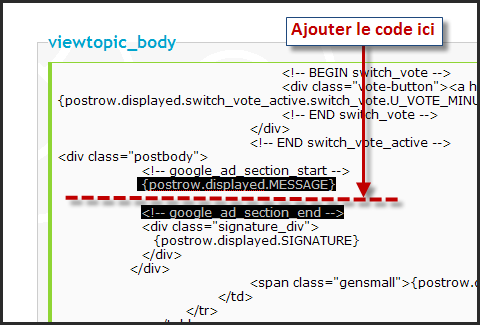 Ajouter le code ici
viewtopic_body
<!-- BEGIN switch_vote -->
<div class="vote-button"><a h
{postrow.displayed.switch_vote_active.switch_vote.U_VOTE_MINU
<!-- END switch_vote -->
</div>
<!-- END switch_vote_active -->
<div class="postbody">
<!-- google_ad_section_start -->
{postrow.displayed.MESSAGE}
<!-- google_ad_section_end -->
<div class="signature_div">
{postrow.displayed.SIGNATURE}
</div>
</div>
<span class="gensmall">{postrow.d
</td>
</tr>